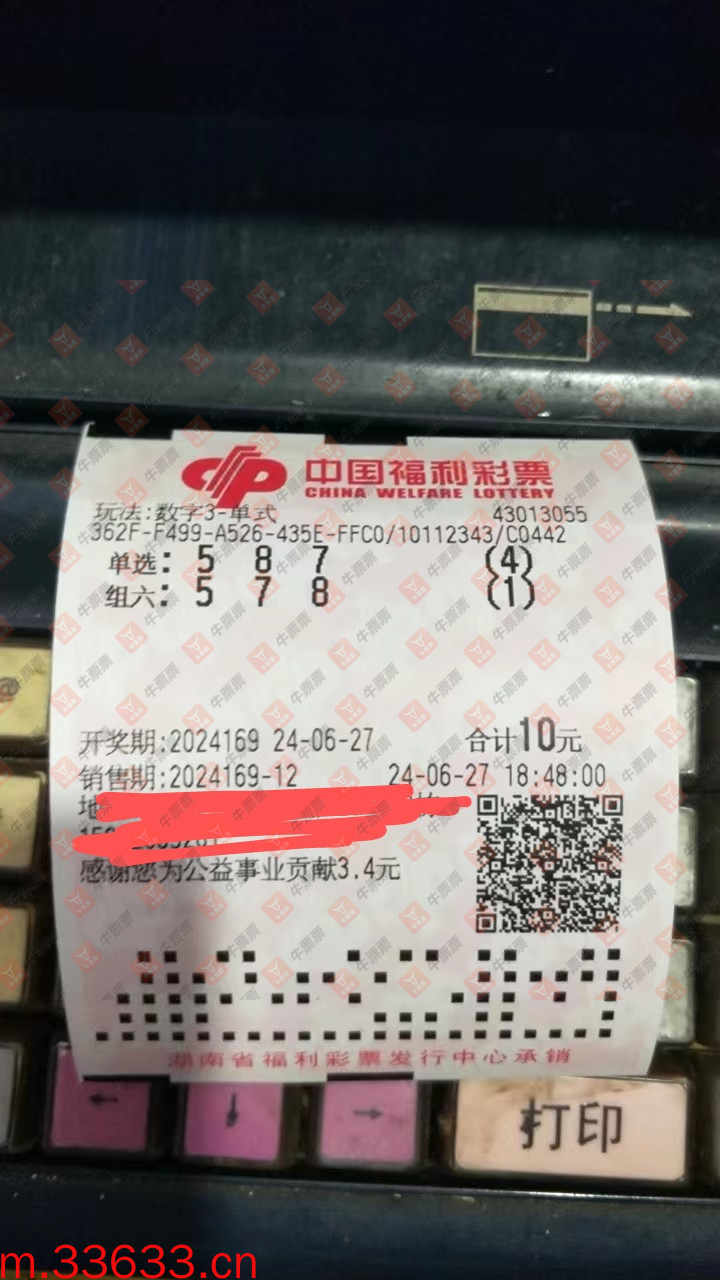 中国福利彩票
CHINA WELFARE LOTTERY
玩法:数字3-单式 43013055
362F-F499-A526-435E-FFC0/10112343/C0442
单选: 5 8 7 (4)
组六: 5 7 8 (1)
开奖期:2024169 24-06-27 合计10元
销售期:2024169-12 24-06-27 18:48:00
地
感谢您为公益事业贡献3.4元
湖南省福利彩票发行中心承销
打印
牛票票
m.33633.cn